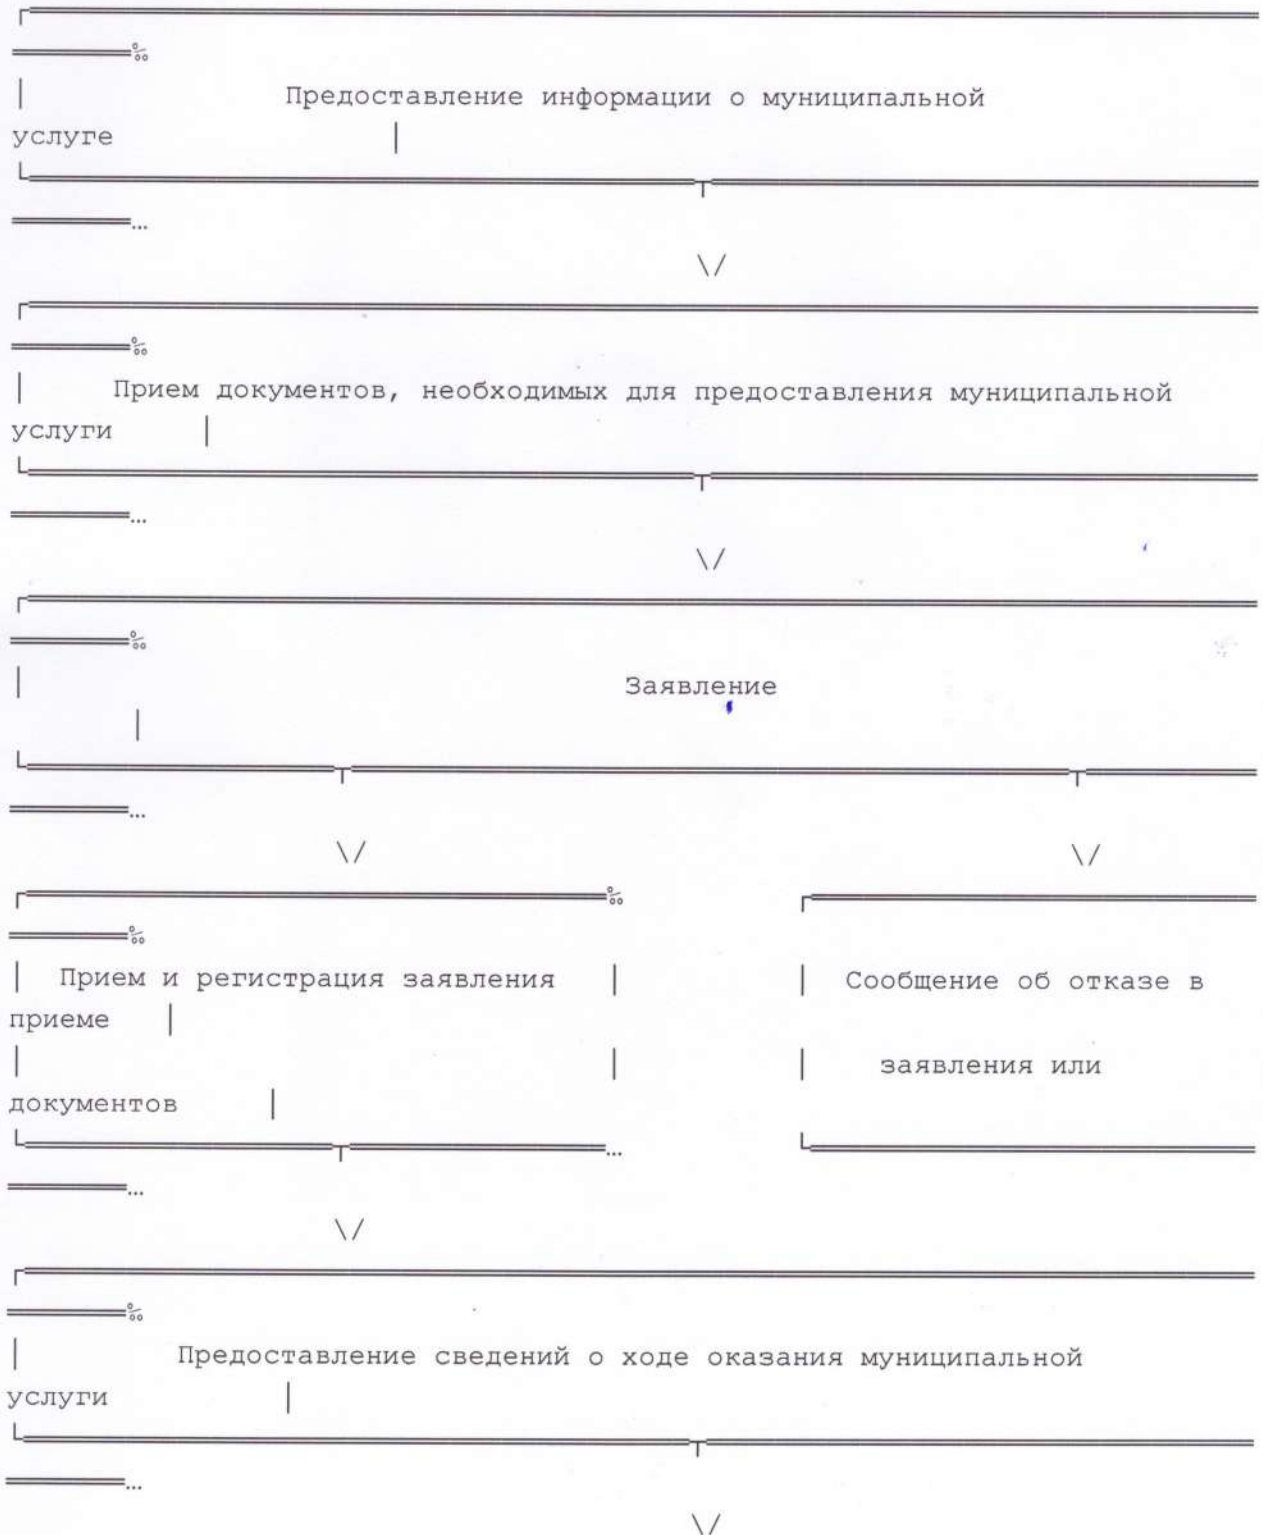 Предоставление информации о муниципальной
услуге
Прием документов, необходимых для предоставления муниципальной
услуги
Заявление
Прием и регистрация заявления Сообщение об отказе в
приеме
заявления или
документов
Предоставление сведений о ходе оказания муниципальной
услуги